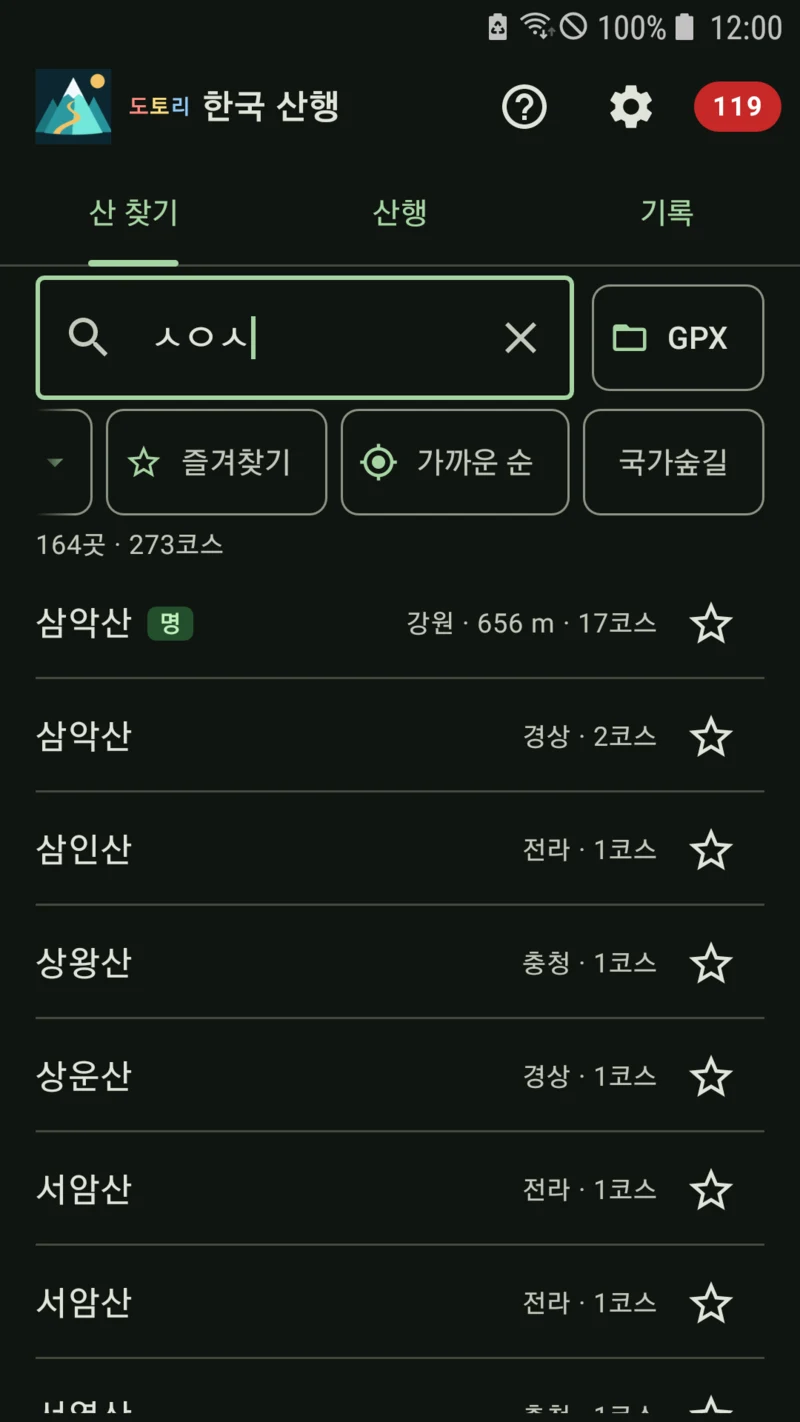 100% 12:00
도토리 한국 산행 119
산 찾기 산행 기록
ㅅㅇㅅ GPX
즐겨찾기 가까운 순 국가숲길
164곳 · 273코스
삼악산 명 강원 · 656 m · 17코스
삼악산 경상 · 2코스
삼인산 전라 · 1코스
상왕산 충청 · 1코스
상운산 경상 · 1코스
서암산 전라 · 1코스
서암산 전라 · 1코스